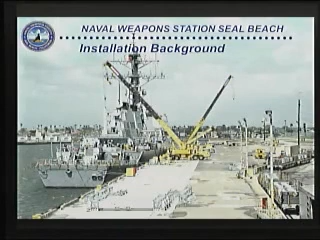 NAVAL WEAPONS STATION SEAL BEACH
Installation Background